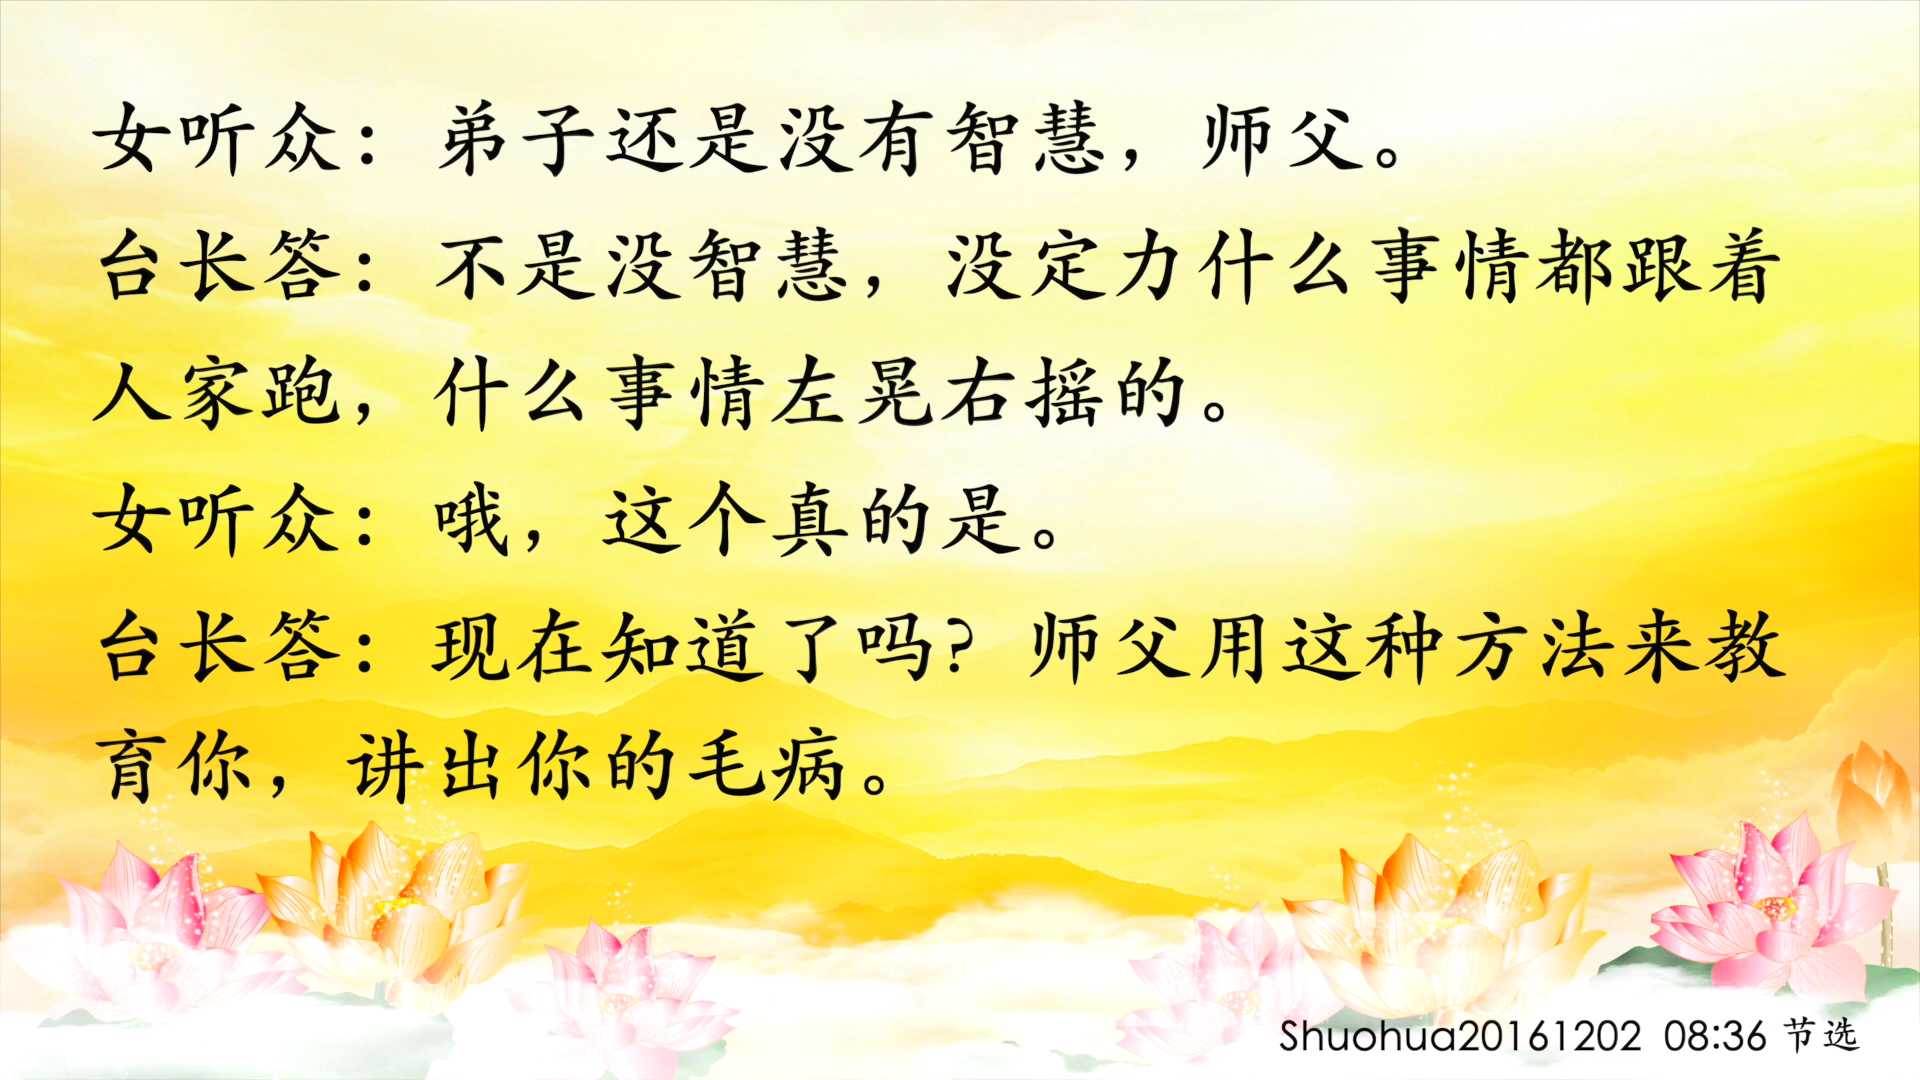 女听众：弟子还是没有智慧，师父。
台长答：不是没智慧，没定力什么事情都跟着
人家跑，什么事情左晃右摇的。
女听众：哦，这个真的是。
台长答：现在知道了吗？师父用这种方法来教
育你，讲出你的毛病。
Shuohua20161202 08:36 节选